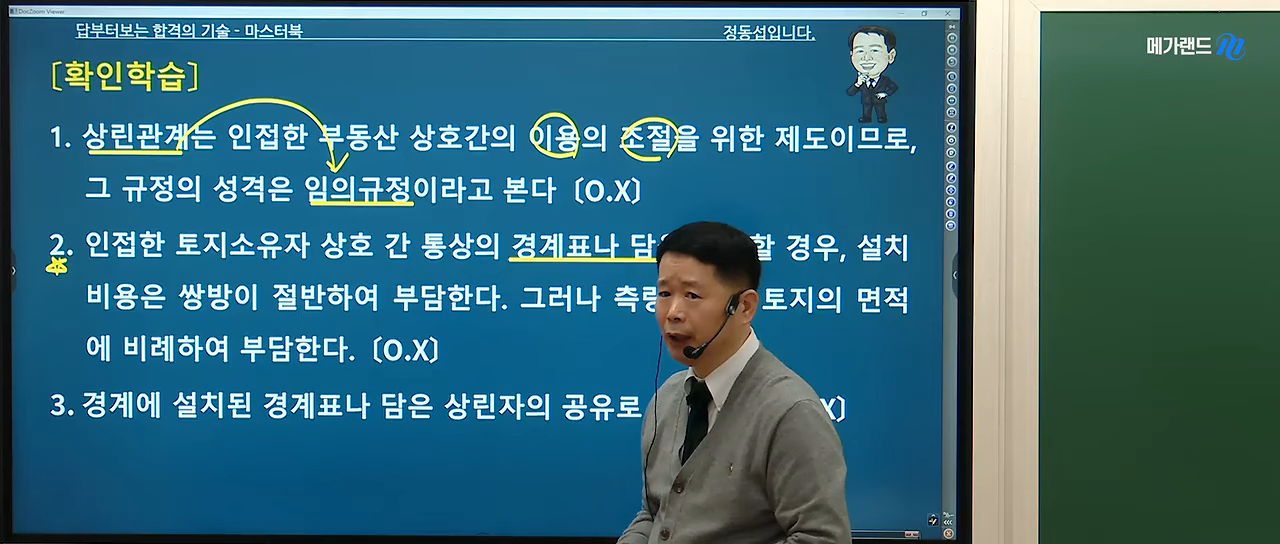 DocZoom Viewer
답부터보는 합격의 기술 - 마스터북
정동섭입니다.
메가랜드
[확인학습]
1. 상린관계는 인접한 부동산 상호간의 이용의 조절을 위한 제도이므로,
그 규정의 성격은 임의규정이라고 본다 〔O.X〕
2. 인접한 토지소유자 상호 간 통상의 경계표나 담을 할 경우, 설치
비용은 쌍방이 절반하여 부담한다. 그러나 토지의 면적
에 비례하여 부담한다. 〔O.X〕
3. 경계에 설치된 경계표나 담은 상린자의 공유로 X〕